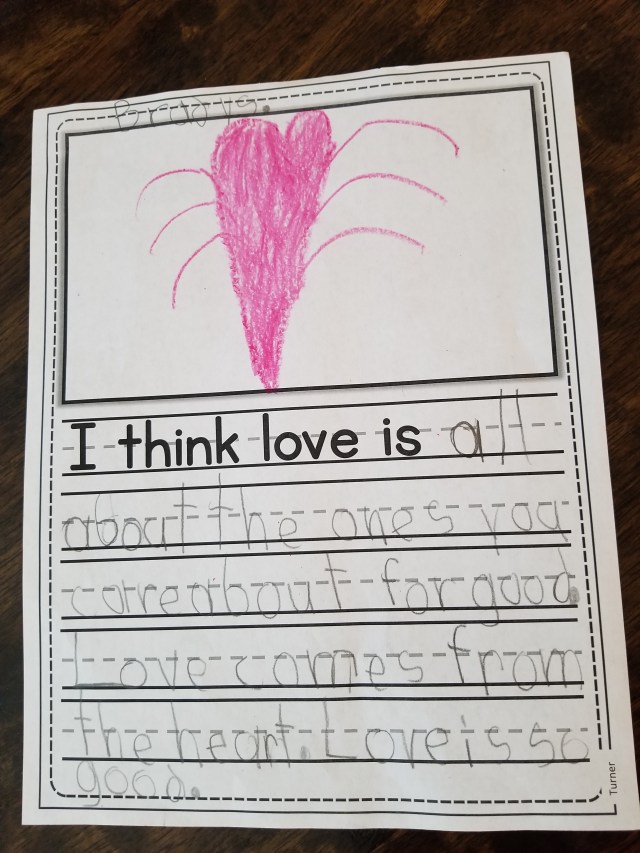 I think love is all
about the ones you
care about for good.
Love comes from
the heart. Love is so
good.
Turner